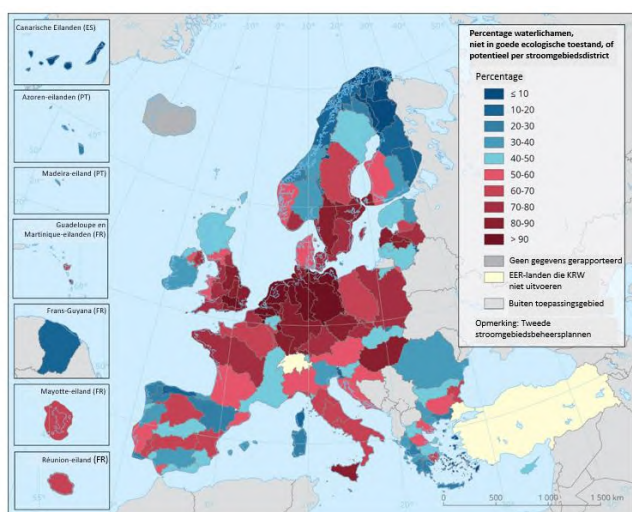 Canarische Eilanden (ES)
Azoren-eilanden (PT)
Madeira-eiland (PT)
Guadeloupe en
Martinique-eilanden (FR)
Frans-Guyana (FR)
Mayotte-eiland (FR)
Réunion-eiland (FR)
Percentage waterlichamen,
niet in goede ecologische toestand, of
potentieel per stroomgebiedsdistrict
Percentage
≤ 10
10-20
20-30
30-40
40-50
50-60
60-70
70-80
80-90
> 90
Geen gegevens gerapporteerd
EER-landen die KRW
niet uitvoeren
Buiten toepassingsgebied
Opmerking: Tweede
stroomgebiedsbeheersplannen
0 500 1 000 1 500 km